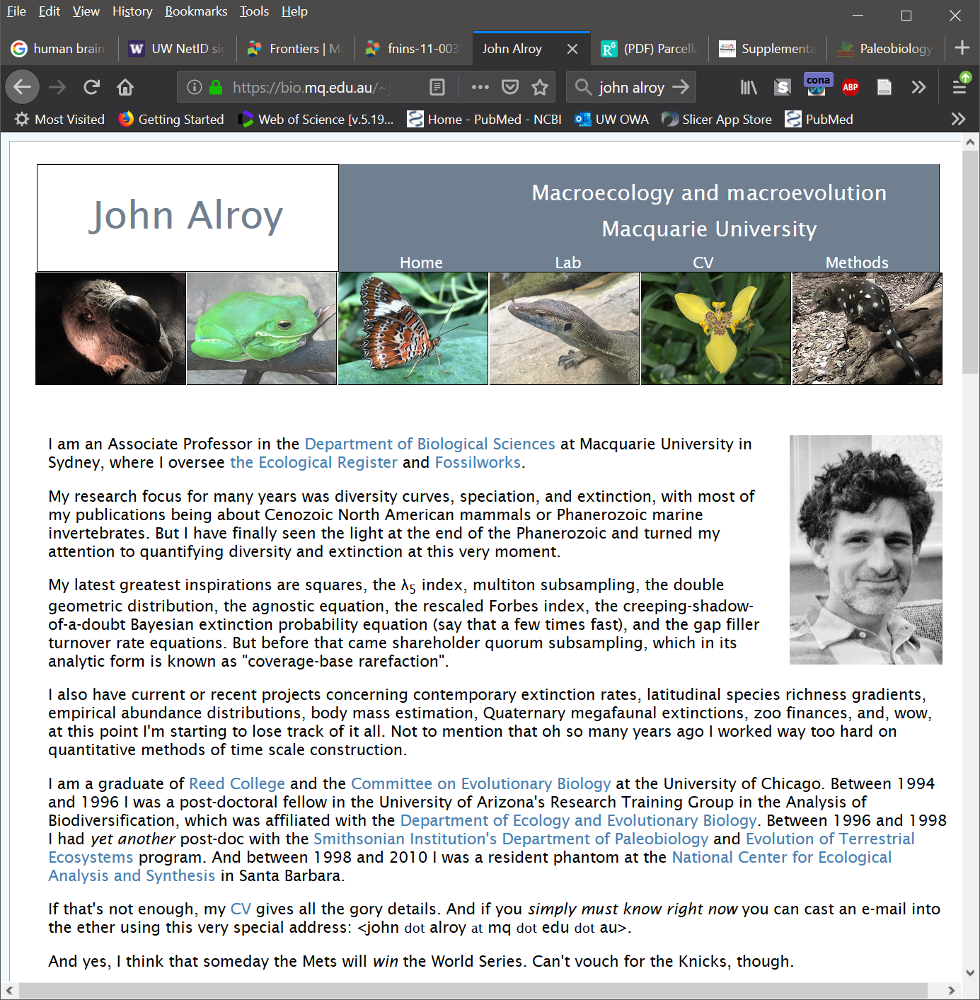 File Edit View History Bookmarks Tools Help
human brain
UW NetID sig
Frontiers | M
fnins-11-0035
John Alroy
(PDF) Parcella
Supplementa
Paleobiology
https://bio.mq.edu.au/~j
john alroy
cona
ABP
Most Visited Getting Started Web of Science [v.5.19... Home - PubMed - NCBI UW OWA Slicer App Store PubMed
John Alroy
Macroecology and macroevolution
Macquarie University
Home Lab CV Methods
I am an Associate Professor in the Department of Biological Sciences at Macquarie University in
Sydney, where I oversee the Ecological Register and Fossilworks.
My research focus for many years was diversity curves, speciation, and extinction, with most of
my publications being about Cenozoic North American mammals or Phanerozoic marine
invertebrates. But I have finally seen the light at the end of the Phanerozoic and turned my
attention to quantifying diversity and extinction at this very moment.
My latest greatest inspirations are squares, the λ5 index, multiton subsampling, the double
geometric distribution, the agnostic equation, the rescaled Forbes index, the creeping-shadow-
of-a-doubt Bayesian extinction probability equation (say that a few times fast), and the gap filler
turnover rate equations. But before that came shareholder quorum subsampling, which in its
analytic form is known as "coverage-base rarefaction".
I also have current or recent projects concerning contemporary extinction rates, latitudinal species richness gradients,
empirical abundance distributions, body mass estimation, Quaternary megafaunal extinctions, zoo finances, and, wow,
at this point I'm starting to lose track of it all. Not to mention that oh so many years ago I worked way too hard on
quantitative methods of time scale construction.
I am a graduate of Reed College and the Committee on Evolutionary Biology at the University of Chicago. Between 1994
and 1996 I was a post-doctoral fellow in the University of Arizona's Research Training Group in the Analysis of
Biodiversification, which was affiliated with the Department of Ecology and Evolutionary Biology. Between 1996 and 1998
I had yet another post-doc with the Smithsonian Institution's Department of Paleobiology and Evolution of Terrestrial
Ecosystems program. And between 1998 and 2010 I was a resident phantom at the National Center for Ecological
Analysis and Synthesis in Santa Barbara.
If that's not enough, my CV gives all the gory details. And if you simply must know right now you can cast an e-mail into
the ether using this very special address: <john dot alroy at mq dot edu dot au>.
And yes, I think that someday the Mets will win the World Series. Can't vouch for the Knicks, though.